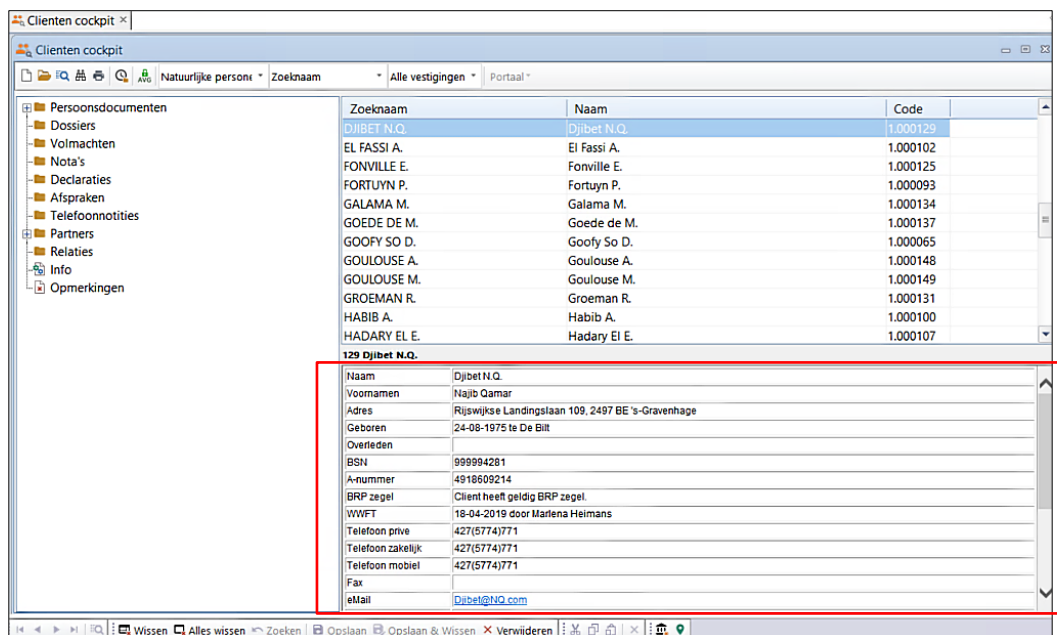 Clienten cockpit ×
Clienten cockpit
AVG Natuurlijke persone Zoeknaam Alle vestigingen Portaal
Persoonsdocumenten
Dossiers
Volmachten
Nota's
Declaraties
Afspraken
Telefoonnotities
Partners
Relaties
Info
Opmerkingen
Zoeknaam Naam Code
DJIBET N.Q. Djibet N.Q. 1.000129
EL FASSI A. El Fassi A. 1.000102
FONVILLE E. Fonville E. 1.000125
FORTUYN P. Fortuyn P. 1.000093
GALAMA M. Galama M. 1.000134
GOEDE DE M. Goede de M. 1.000137
GOOFY SO D. Goofy So D. 1.000065
GOULOUSE A. Goulouse A. 1.000148
GOULOUSE M. Goulouse M. 1.000149
GROEMAN R. Groeman R. 1.000131
HABIB A. Habib A. 1.000100
HADARY EL E. Hadary El E. 1.000107
129 Djibet N.Q.
Naam Djibet N.Q.
Voornamen Najib Qamar
Adres Rijswijkse Landingslaan 109, 2497 BE 's-Gravenhage
Geboren 24-08-1975 te De Bilt
Overleden
BSN 999994281
A-nummer 4918609214
BRP zegel Client heeft geldig BRP zegel.
WWFT 18-04-2019 door Marlena Heimans
Telefoon prive 427(5774)771
Telefoon zakelijk 427(5774)771
Telefoon mobiel 427(5774)771
Fax
eMail Djibet@NQ.com
Wissen Alles wissen Zoeken Opslaan Opslaan & Wissen Verwijderen